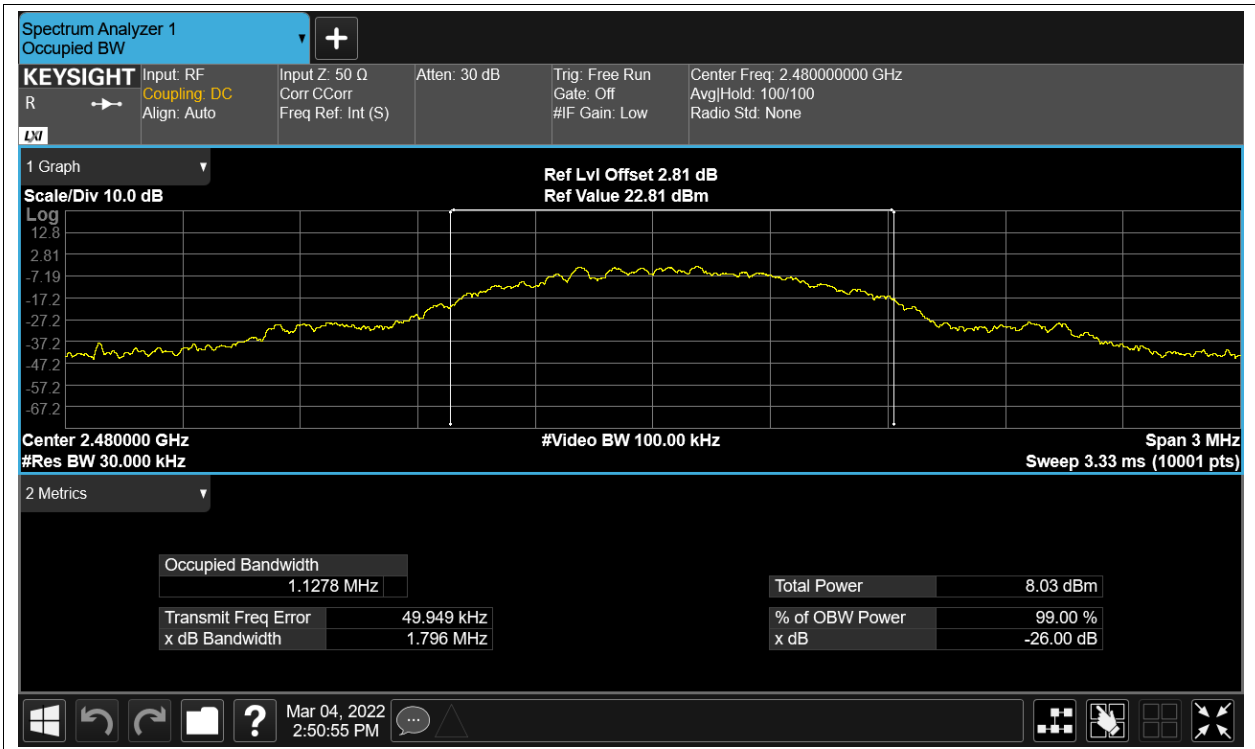 Spectrum Analyzer 1
Occupied BW
KEYSIGHT
R
LXI
Input: RF
Coupling: DC
Align: Auto
Input Z: 50 Ω
Corr CCorr
Freq Ref: Int (S)
Atten: 30 dB
Trig: Free Run
Gate: Off
#IF Gain: Low
Center Freq: 2.480000000 GHz
Avg|Hold: 100/100
Radio Std: None
1 Graph
Scale/Div 10.0 dB
Ref Lvl Offset 2.81 dB
Ref Value 22.81 dBm
Log
12.8
2.81
-7.19
-17.2
-27.2
-37.2
-47.2
-57.2
-67.2
Center 2.480000 GHz
#Res BW 30.000 kHz
#Video BW 100.00 kHz
Span 3 MHz
Sweep 3.33 ms (10001 pts)
2 Metrics
Occupied Bandwidth
1.1278 MHz
Transmit Freq Error 49.949 kHz
x dB Bandwidth 1.796 MHz
Total Power 8.03 dBm
% of OBW Power 99.00 %
x dB -26.00 dB
Mar 04, 2022
2:50:55 PM